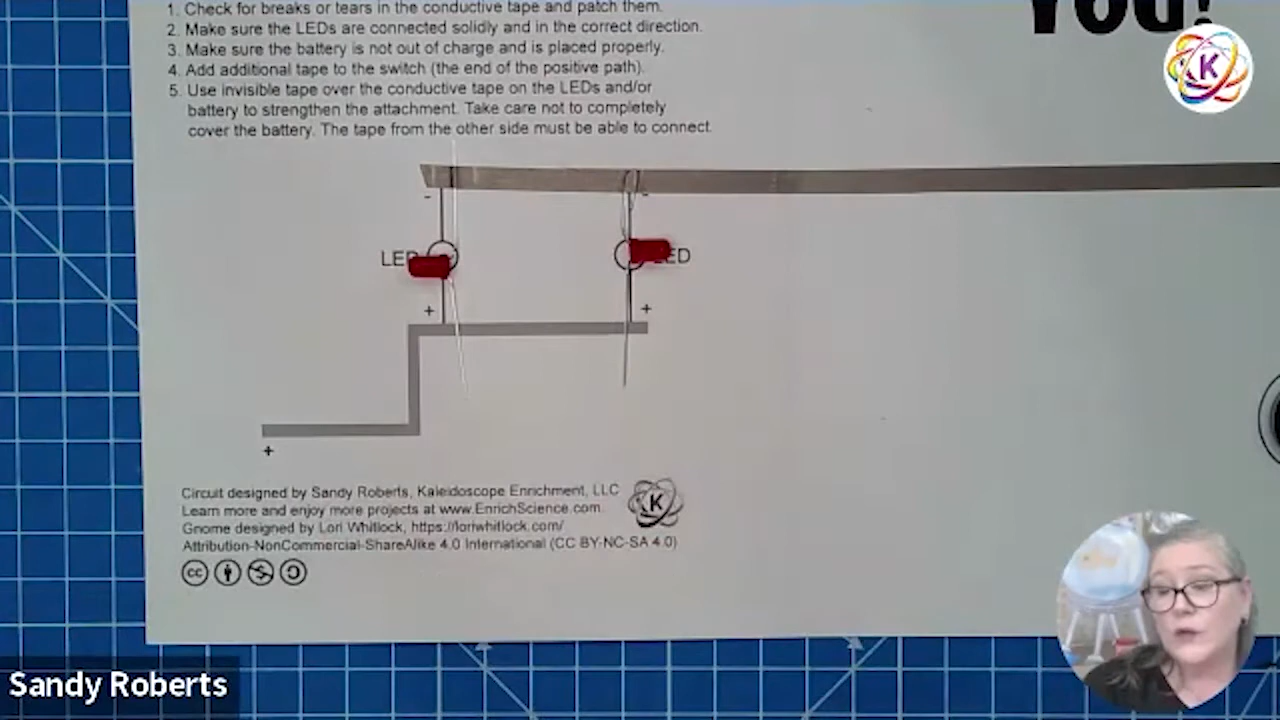 You!
1. Check for breaks or tears in the conductive tape and patch them.
2. Make sure the LEDs are connected solidly and in the correct direction.
3. Make sure the battery is not out of charge and is placed properly.
4. Add additional tape to the switch (the end of the positive path).
5. Use invisible tape over the conductive tape on the LEDs and/or
battery to strengthen the attachment. Take care not to completely
cover the battery. The tape from the other side must be able to connect.
K
- -
LED LED
+ +
+
Circuit designed by Sandy Roberts, Kaleidoscope Enrichment, LLC
Learn more and enjoy more projects at www.EnrichScience.com.
Gnome designed by Lori Whitlock, https://loriwhitlock.com/
Attribution-NonCommercial-ShareAlike 4.0 International (CC BY-NC-SA 4.0)
K
cc
Sandy Roberts